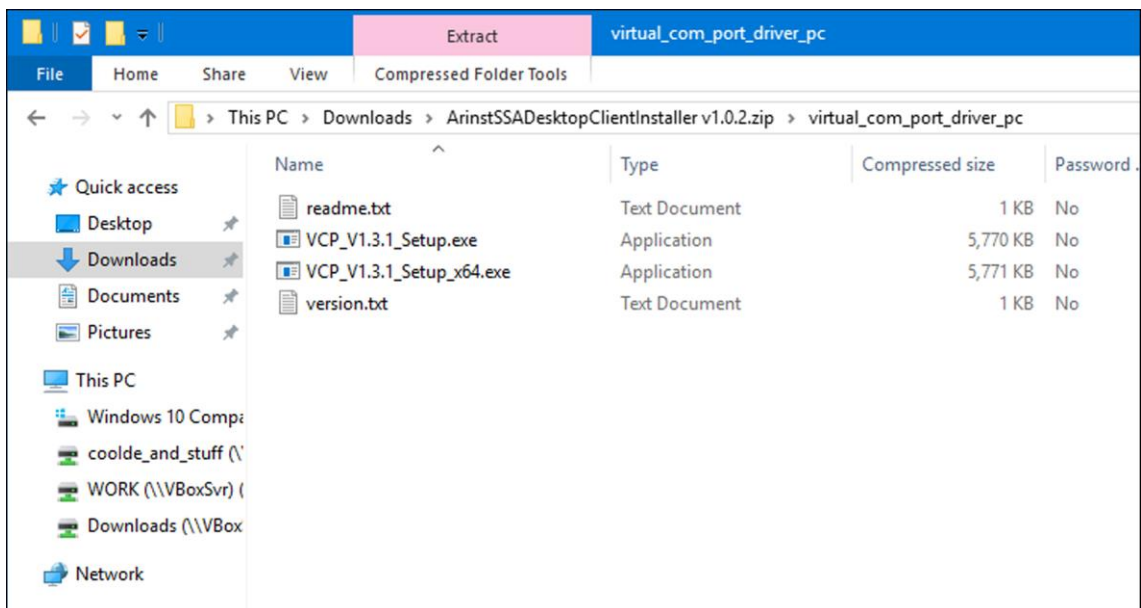 Extract
virtual_com_port_driver_pc
File Home Share View Compressed Folder Tools
This PC > Downloads > ArinstSSADesktopClientInstaller v1.0.2.zip > virtual_com_port_driver_pc
Name Type Compressed size Password .
Quick access
Desktop
Downloads
Documents
Pictures
This PC
Windows 10 Compa
coolde_and_stuff (\'
WORK (\\VBoxSvr) (
Downloads (\\VBox
Network
readme.txt Text Document 1 KB No
VCP_V1.3.1_Setup.exe Application 5,770 KB No
VCP_V1.3.1_Setup_x64.exe Application 5,771 KB No
version.txt Text Document 1 KB No